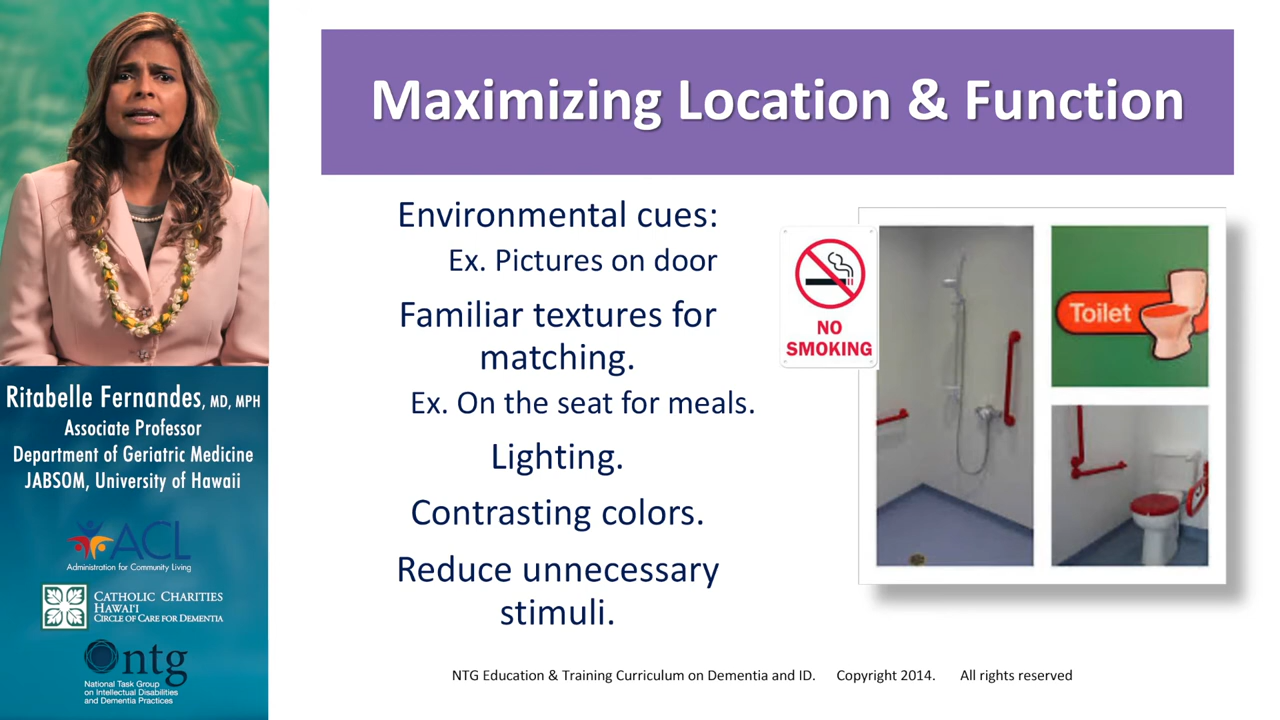 Maximizing Location & Function
Environmental cues:
Ex. Pictures on door
Familiar textures for
matching.
Ex. On the seat for meals.
Lighting.
Contrasting colors.
Reduce unnecessary
stimuli.
NO
SMOKING
Toilet
Ritabelle Fernandes, MD, MPH
Associate Professor
Department of Geriatric Medicine
JABSOM, University of Hawaii
ACL
Administration for Community Living
CATHOLIC CHARITIES
HAWAI'I
CIRCLE OF CARE FOR DEMENTIA
ntg
National Task Group
on Intellectual Disabilities
and Dementia Practices
NTG Education & Training Curriculum on Dementia and ID. Copyright 2014. All rights reserved